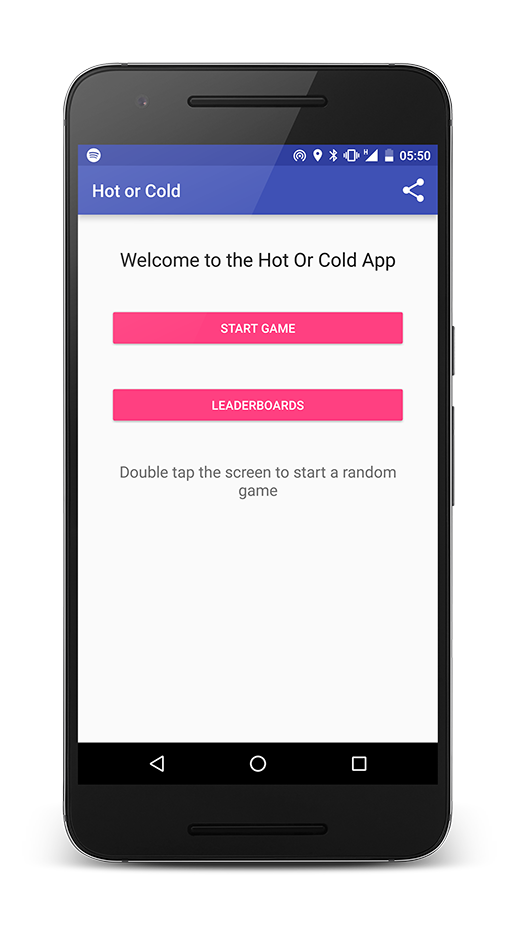 H
05:50
Hot or Cold
Welcome to the Hot Or Cold App
START GAME
LEADERBOARDS
Double tap the screen to start a random
game